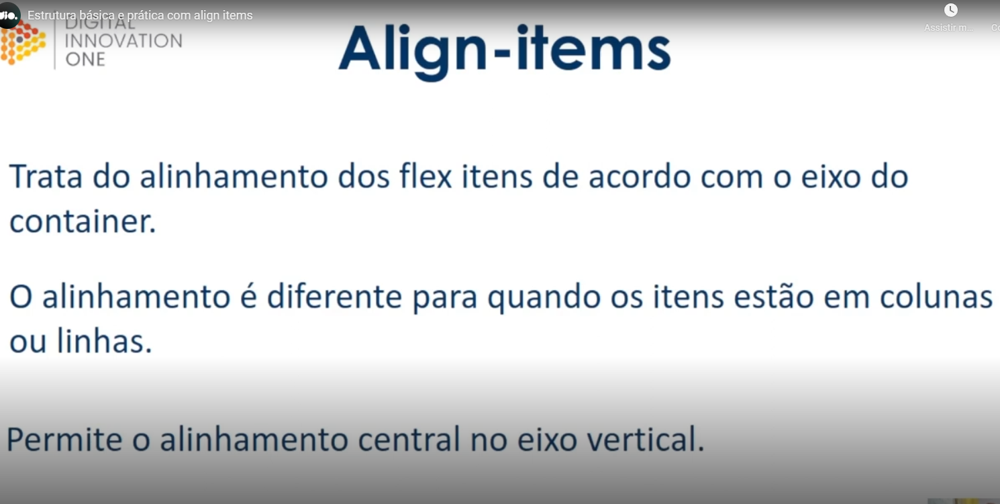 dio. Estrutura básica e prática com align items
Assistir m...
DIGITAL
INNOVATION
ONE
Align-items
Trata do alinhamento dos flex itens de acordo com o eixo do
container.
O alinhamento é diferente para quando os itens estão em colunas
ou linhas.
Permite o alinhamento central no eixo vertical.